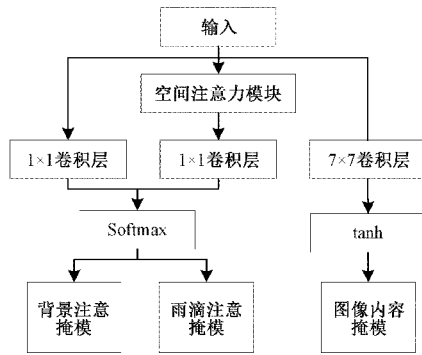 输入
空间注意力模块
1×1卷积层
1×1卷积层
7×7卷积层
Softmax
tanh
背景注意
掩模
雨滴注意
掩模
图像内容
掩模